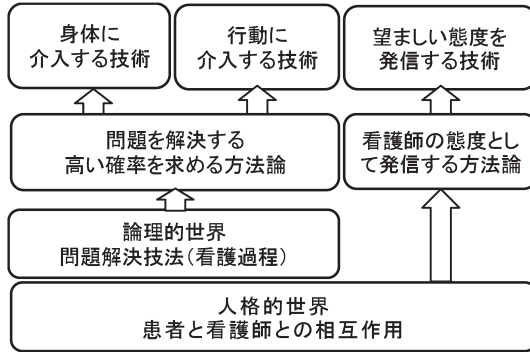 身体に
介入する技術
行動に
介入する技術
望ましい態度を
発信する技術
問題を解決する
高い確率を求める方法論
看護師の態度とし
て発信する方法論
論理的世界
問題解決技法（看護過程）
人格的世界
患者と看護師との相互作用